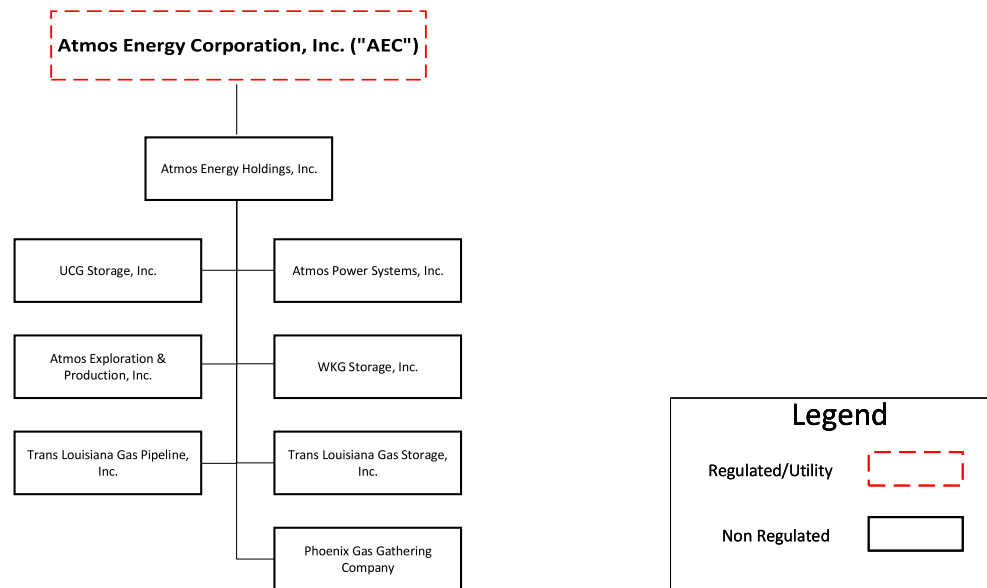 Atmos Energy Corporation, Inc. ("AEC")
Atmos Energy Holdings, Inc.
UCG Storage, Inc.
Atmos Power Systems, Inc.
Atmos Exploration &
Production, Inc.
WKG Storage, Inc.
Trans Louisiana Gas Pipeline,
Inc.
Trans Louisiana Gas Storage,
Inc.
Phoenix Gas Gathering
Company
Legend
Regulated/Utility
Non Regulated